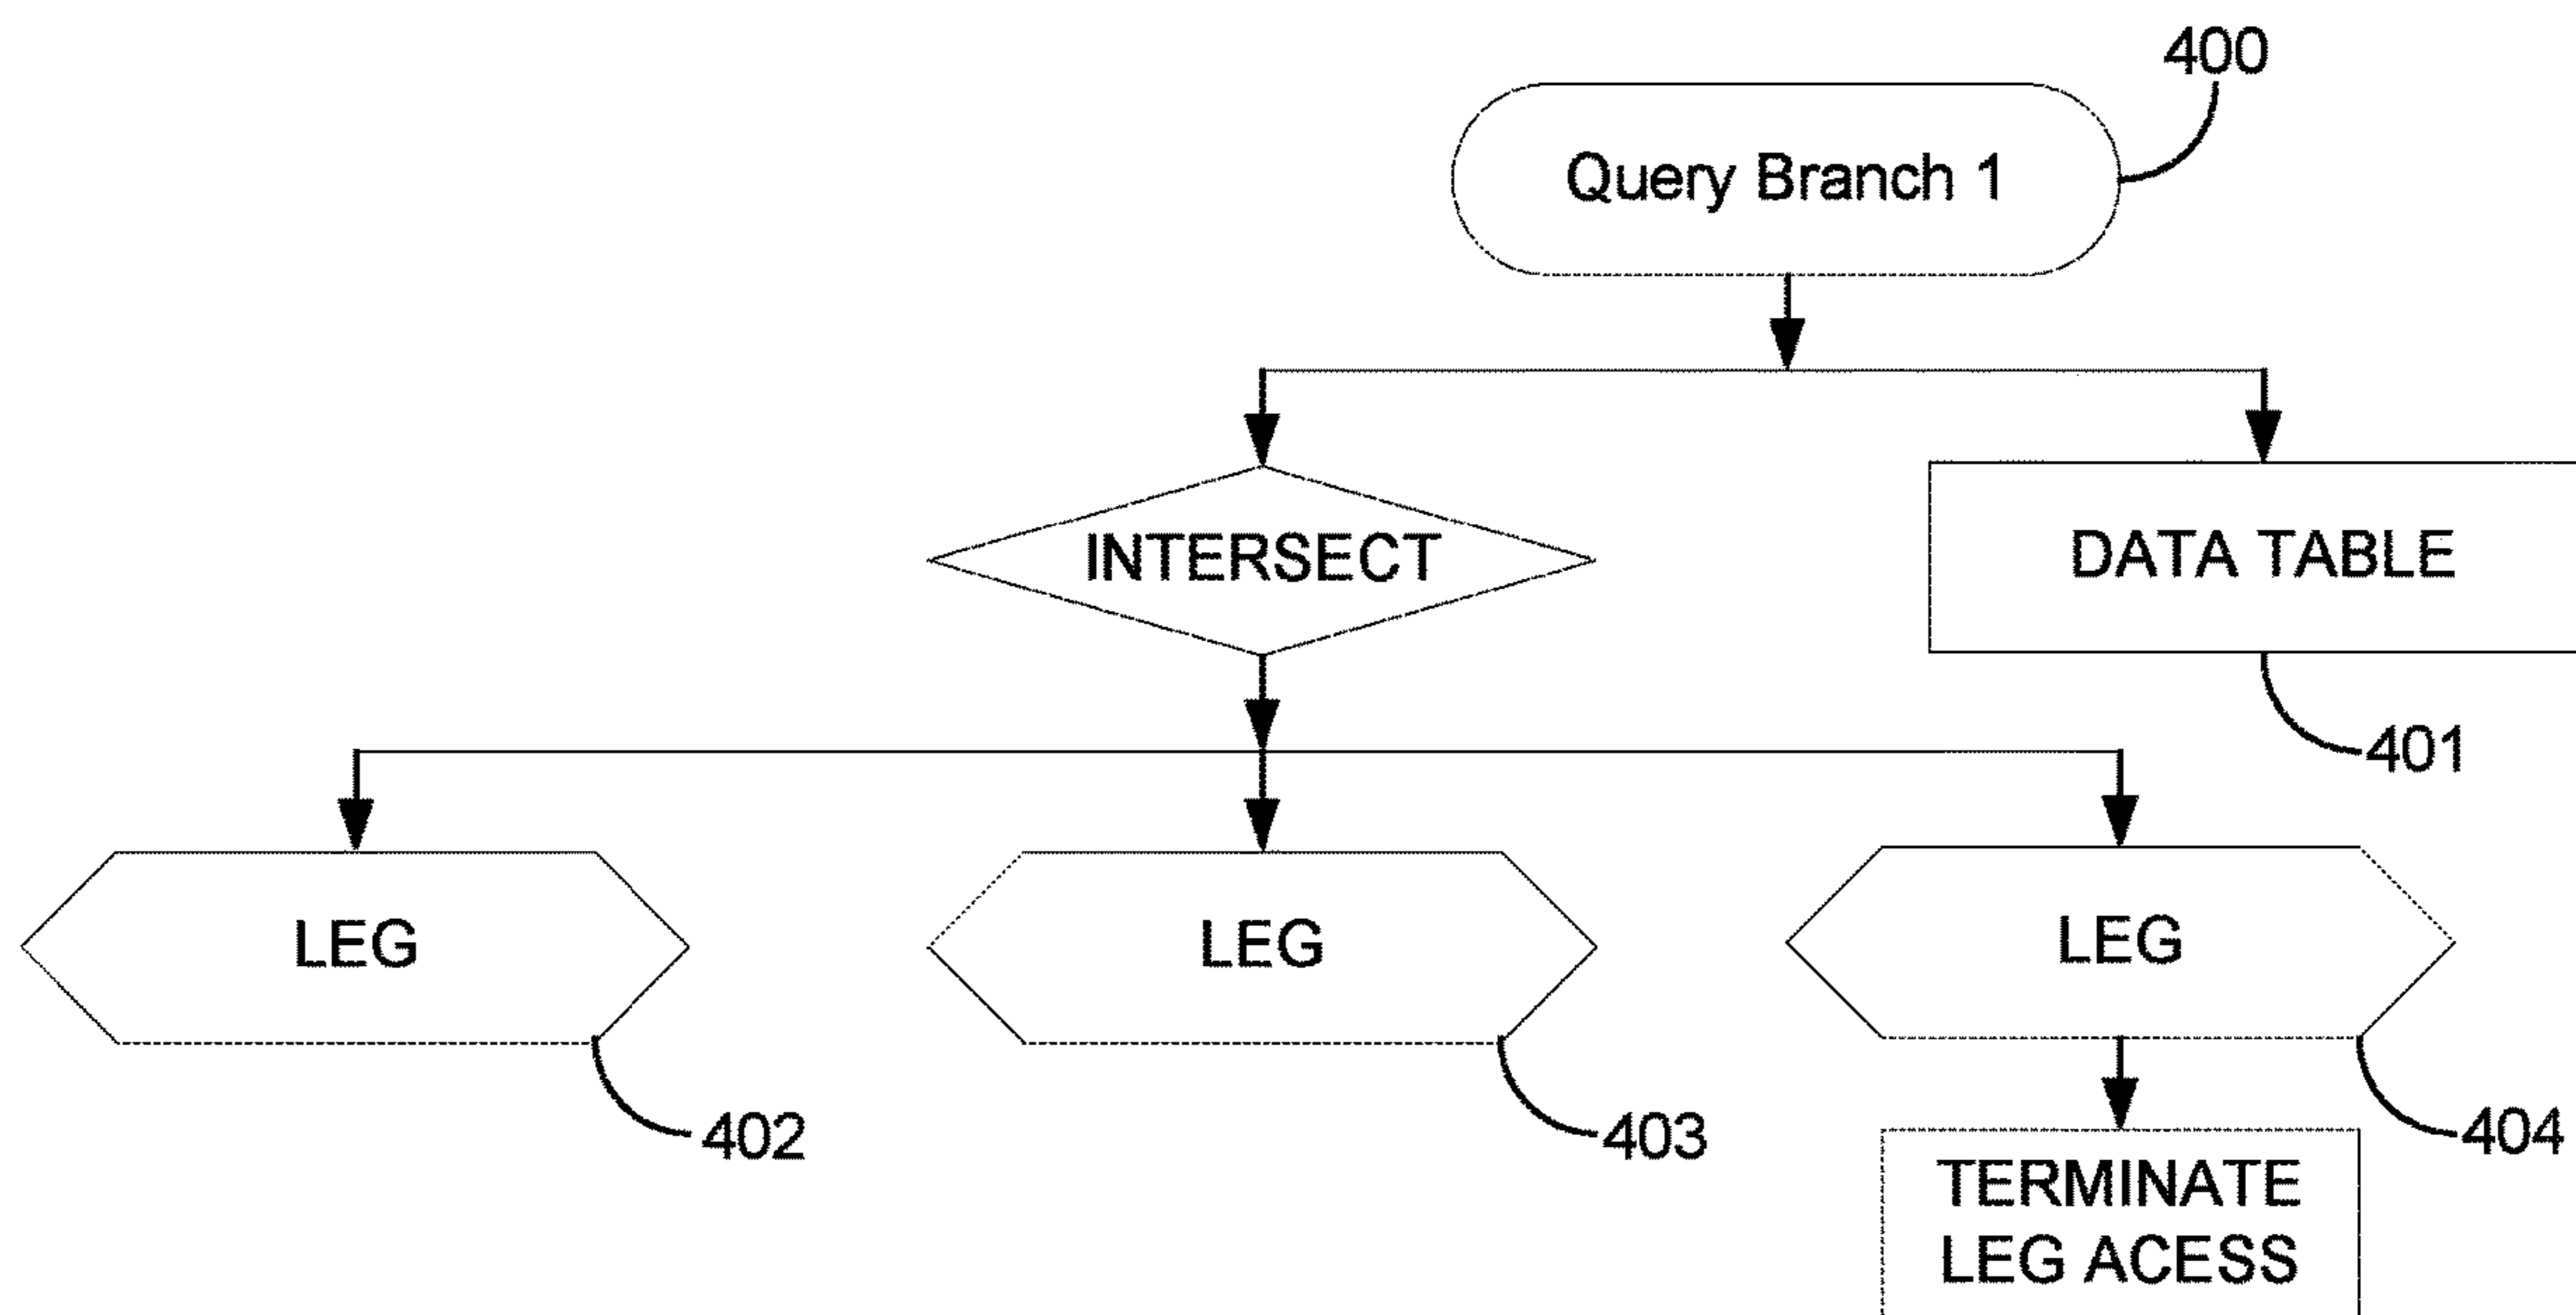 400
Query Branch 1
INTERSECT
DATA TABLE
401
LEG
LEG
LEG
402
403
404
TERMINATE
LEG ACESS